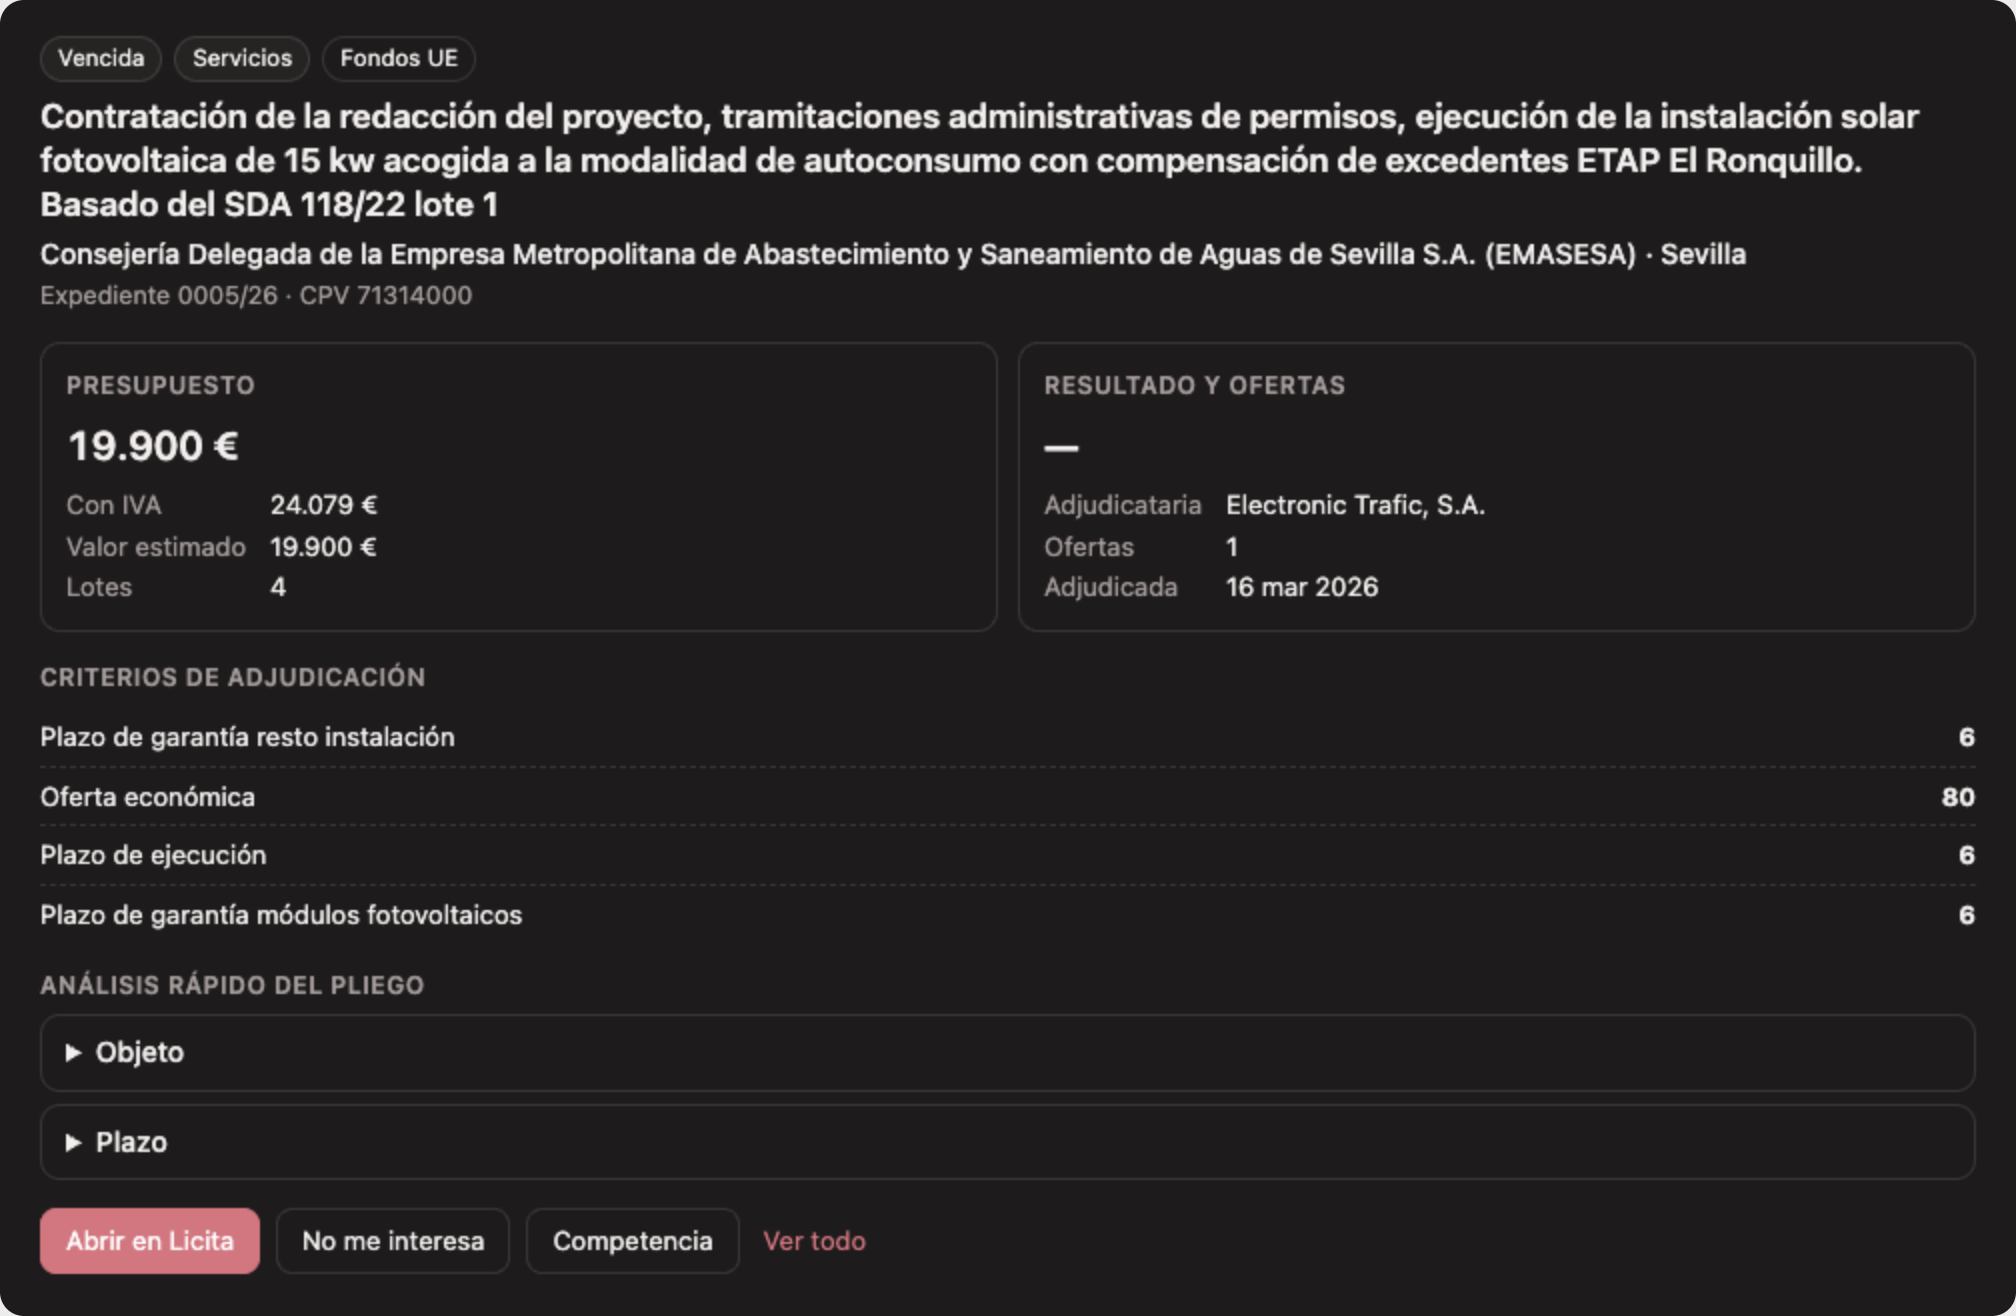 Vencida Servicios Fondos UE
Contratación de la redacción del proyecto, tramitaciones administrativas de permisos, ejecución de la instalación solar
fotovoltaica de 15 kw acogida a la modalidad de autoconsumo con compensación de excedentes ETAP El Ronquillo.
Basado del SDA 118/22 lote 1
Consejería Delegada de la Empresa Metropolitana de Abastecimiento y Saneamiento de Aguas de Sevilla S.A. (EMASESA) · Sevilla
Expediente 0005/26 · CPV 71314000
PRESUPUESTO
19.900 €
Con IVA 24.079 €
Valor estimado 19.900 €
Lotes 4
RESULTADO Y OFERTAS
—
Adjudicataria Electronic Trafic, S.A.
Ofertas 1
Adjudicada 16 mar 2026
CRITERIOS DE ADJUDICACIÓN
Plazo de garantía resto instalación 6
Oferta económica 80
Plazo de ejecución 6
Plazo de garantía módulos fotovoltaicos 6
ANÁLISIS RÁPIDO DEL PLIEGO
▶ Objeto
▶ Plazo
Abrir en Licita No me interesa Competencia Ver todo